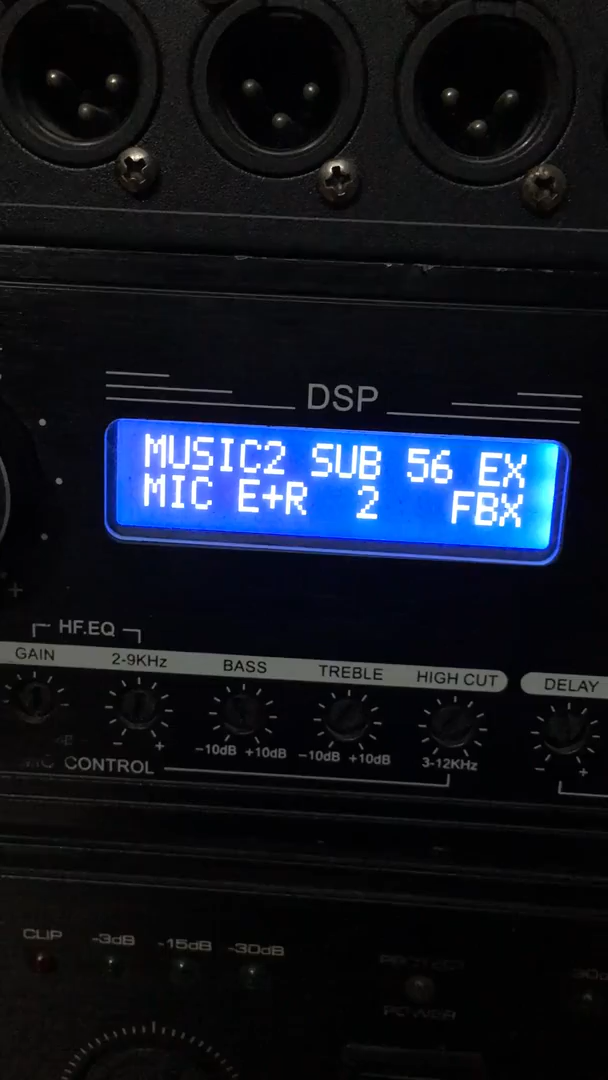 DSP
MUSIC2 SUB 56 EX
MIC E+R 2 FBX
HF.EQ
GAIN 2-9KHz BASS TREBLE HIGH CUT DELAY
- + -10dB +10dB -10dB +10dB 3-12KHz - +
CONTROL
CLIP -3dB -15dB -30dB
POWER